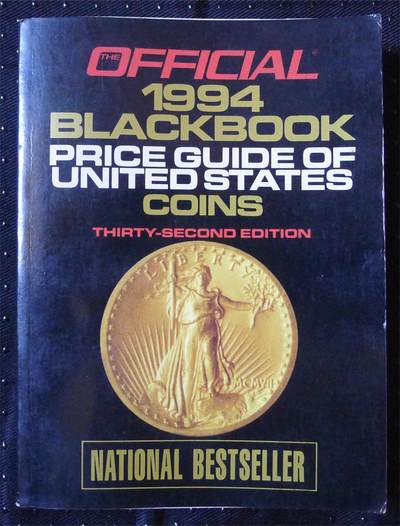 THE OFFICIAL®
1994
BLACKBOOK
PRICE GUIDE OF
UNITED STATES
COINS
THIRTY-SECOND EDITION
LIBERTY
MCMVII
NATIONAL BESTSELLER